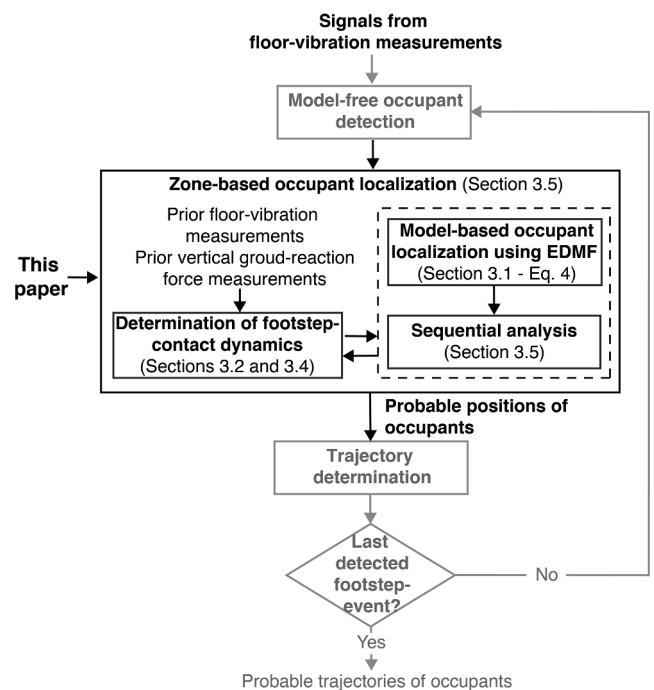 Signals from
floor-vibration measurements
Model-free occupant
detection
Zone-based occupant localization (Section 3.5)
Prior floor-vibration
measurements
Prior vertical groud-reaction
force measurements
Model-based occupant
localization using EDMF
(Section 3.1 - Eq. 4)
This
paper
Determination of footstep-
contact dynamics
(Sections 3.2 and 3.4)
Sequential analysis
(Section 3.5)
Probable positions of
occupants
Trajectory
determination
Last
detected
footstep-
event?
No
Yes
Probable trajectories of occupants